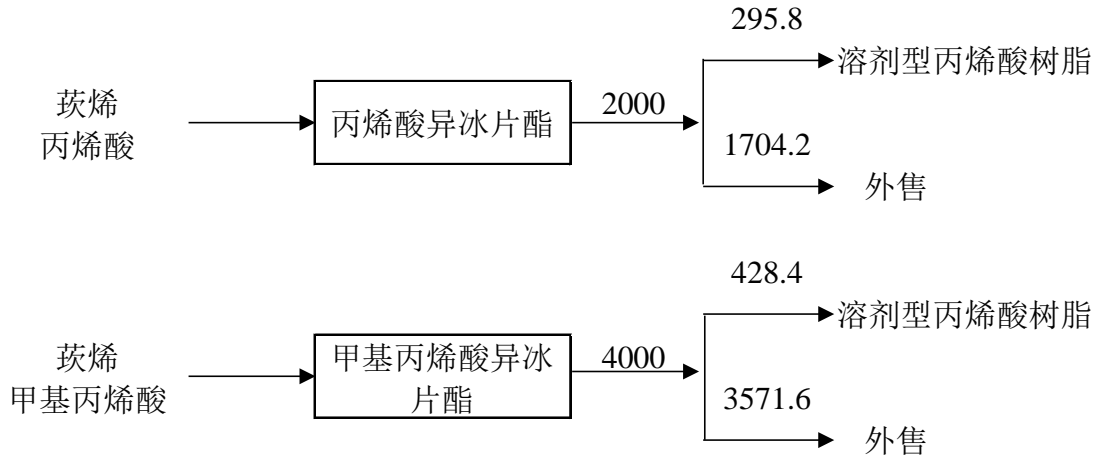 295.8
溶剂型丙烯酸树脂
莰烯
丙烯酸
丙烯酸异冰片酯
2000
1704.2
外售
428.4
溶剂型丙烯酸树脂
莰烯
甲基丙烯酸
甲基丙烯酸异冰
片酯
4000
3571.6
外售